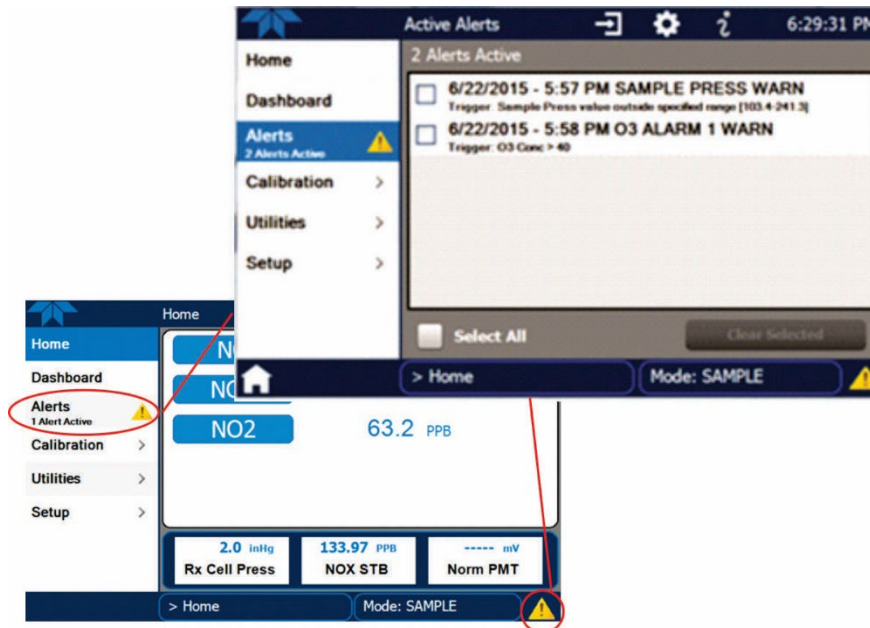 Active Alerts 6:29:31 PM
Home
Dashboard
Alerts
2 Alerts Active
Calibration >
Utilities >
Setup >
2 Alerts Active
6/22/2015 - 5:57 PM SAMPLE PRESS WARN
Trigger: Sample Press value outside specified range [103.4-241.3]
6/22/2015 - 5:58 PM O3 ALARM 1 WARN
Trigger: O3 Conc > 40
Select All Clear Selected
> Home Mode: SAMPLE
Home
Home
Dashboard
Alerts
1 Alert Active
Calibration >
Utilities >
Setup >
NO2 63.2 PPB
2.0 inHg
Rx Cell Press
133.97 PPB
NOX STB
----- mV
Norm PMT
> Home Mode: SAMPLE